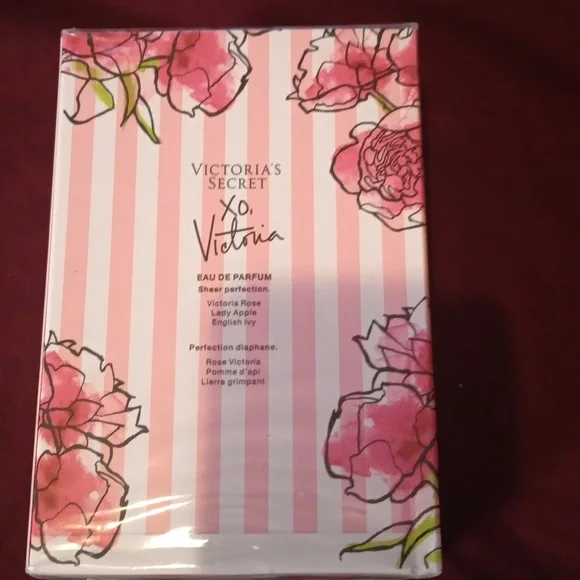 VICTORIA'S
SECRET
XO,
Victoria
EAU DE PARFUM
Sheer perfection.
Victoria Rose
Lady Apple
English Ivy
Perfection diaphane.
Rose Victoria
Pomme d'api
Lierre grimpant